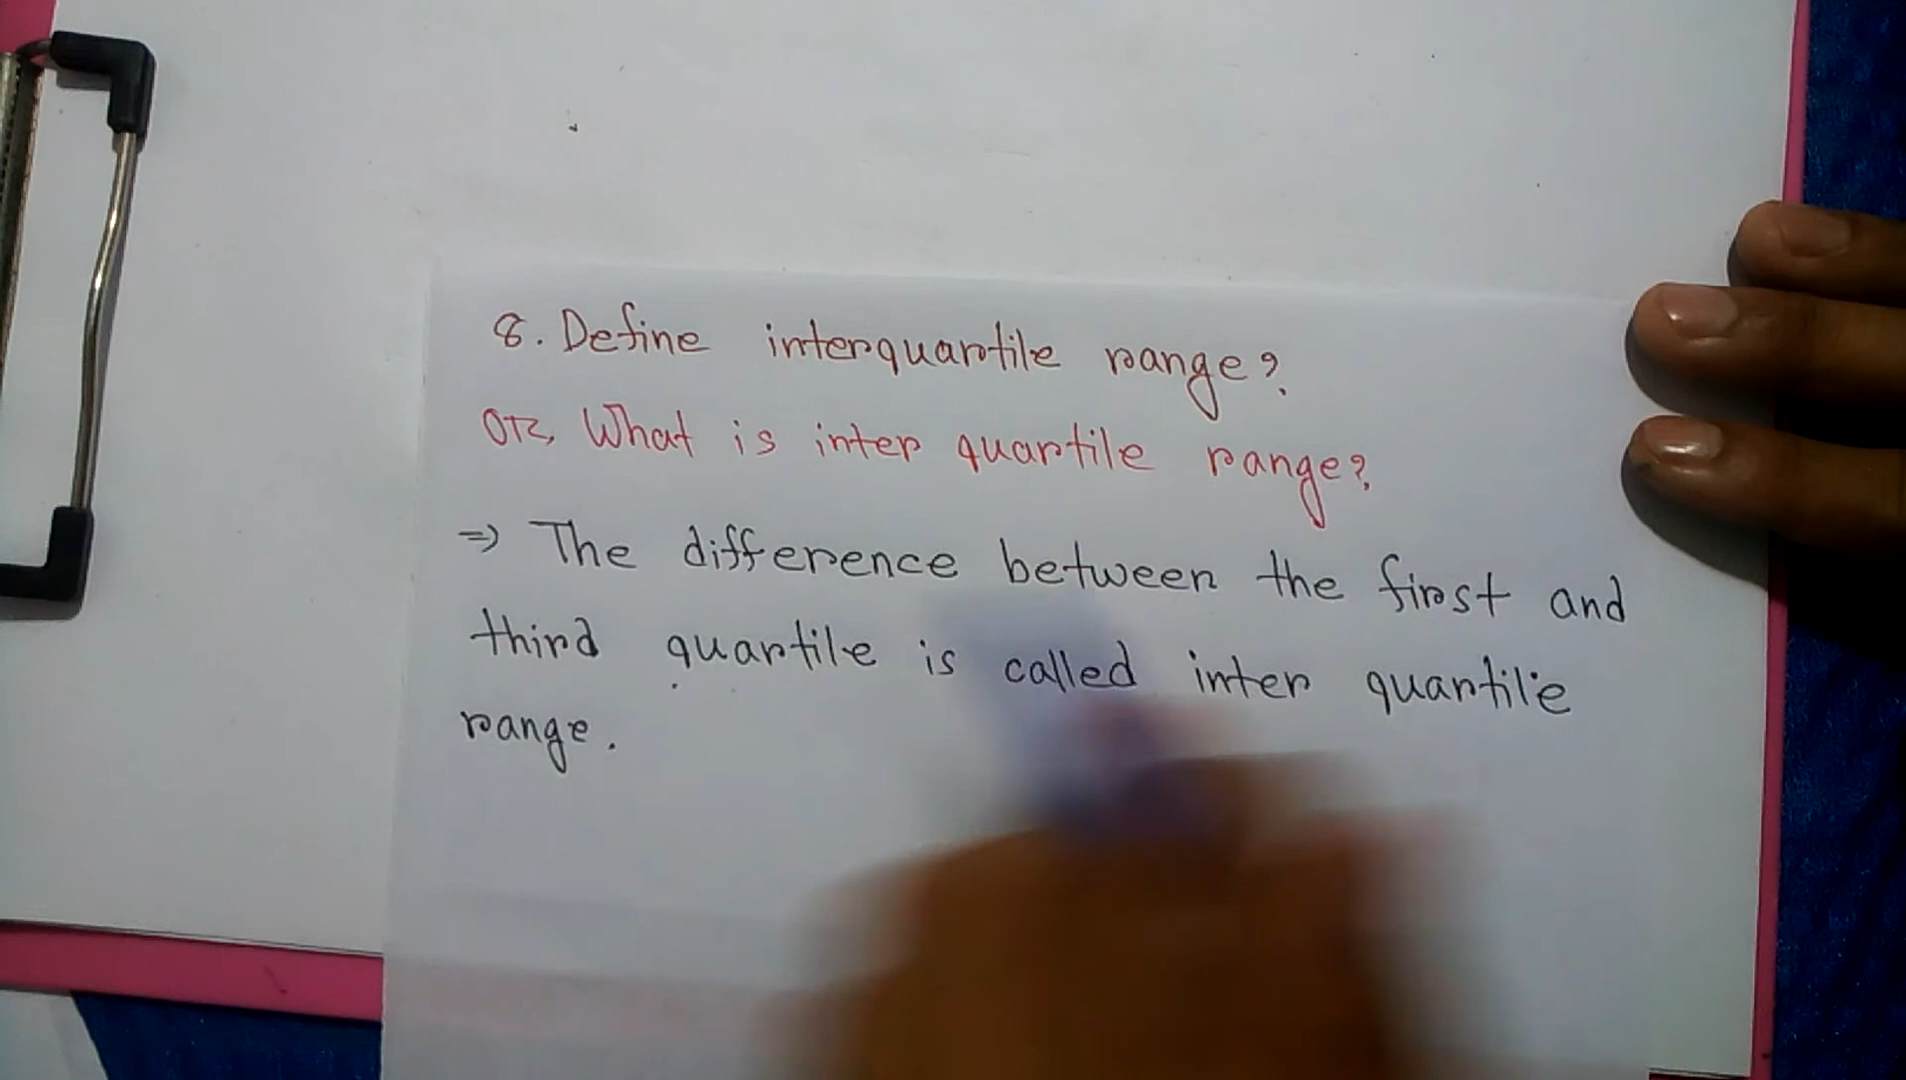 8. Define interquartile range?
OR, What is inter quartile range?
⇒ The difference between the first and
third quartile is called inter quartile
range.